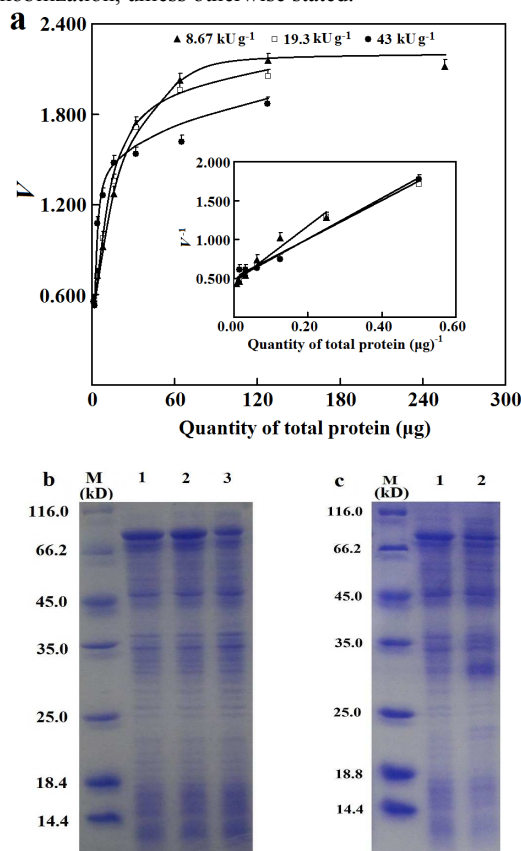 nobilization, unless otherwise stated.
a
2.400
▲ 8.67 kU g-1 □ 19.3 kU g-1 ● 43 kU g-1
1.800
1.200
0.600
V
2.000
1.500
1.000
0.500
V-1
0.00 0.20 0.40 0.60
Quantity of total protein (µg)-1
0 60 120 180 240 300
Quantity of total protein (µg)
b M 1 2 3
(kD)
116.0
66.2
45.0
35.0
25.0
18.4
14.4
c M 1 2
(kD)
116.0
66.2
45.0
35.0
25.0
18.8
14.4